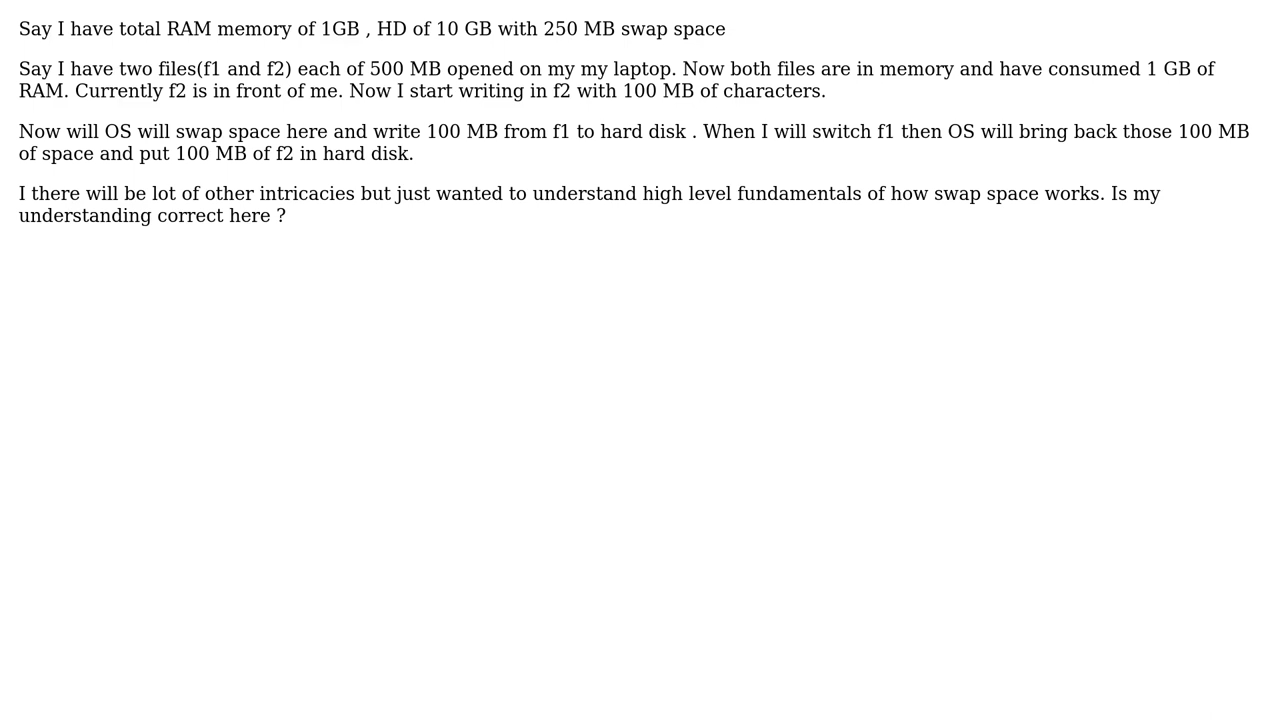 Say I have total RAM memory of 1GB , HD of 10 GB with 250 MB swap space
Say I have two files(f1 and f2) each of 500 MB opened on my my laptop. Now both files are in memory and have consumed 1 GB of
RAM. Currently f2 is in front of me. Now I start writing in f2 with 100 MB of characters.
Now will OS will swap space here and write 100 MB from f1 to hard disk . When I will switch f1 then OS will bring back those 100 MB
of space and put 100 MB of f2 in hard disk.
I there will be lot of other intricacies but just wanted to understand high level fundamentals of how swap space works. Is my
understanding correct here ?